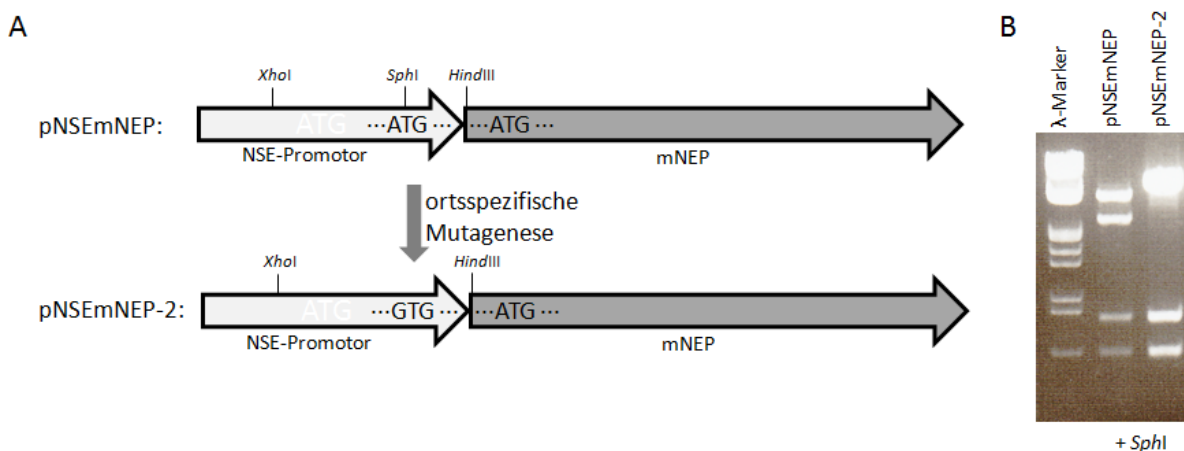 A
B
XhoI
SphI
HindIII
pNSEmNEP:
ATG
···ATG ···
···ATG ···
NSE-Promotor
mNEP
ortsspezifische
Mutagenese
XhoI
HindIII
pNSEmNEP-2:
ATG
···GTG ···
···ATG ···
NSE-Promotor
mNEP
λ-Marker
pNSEmNEP
pNSEmNEP-2
+ SphI